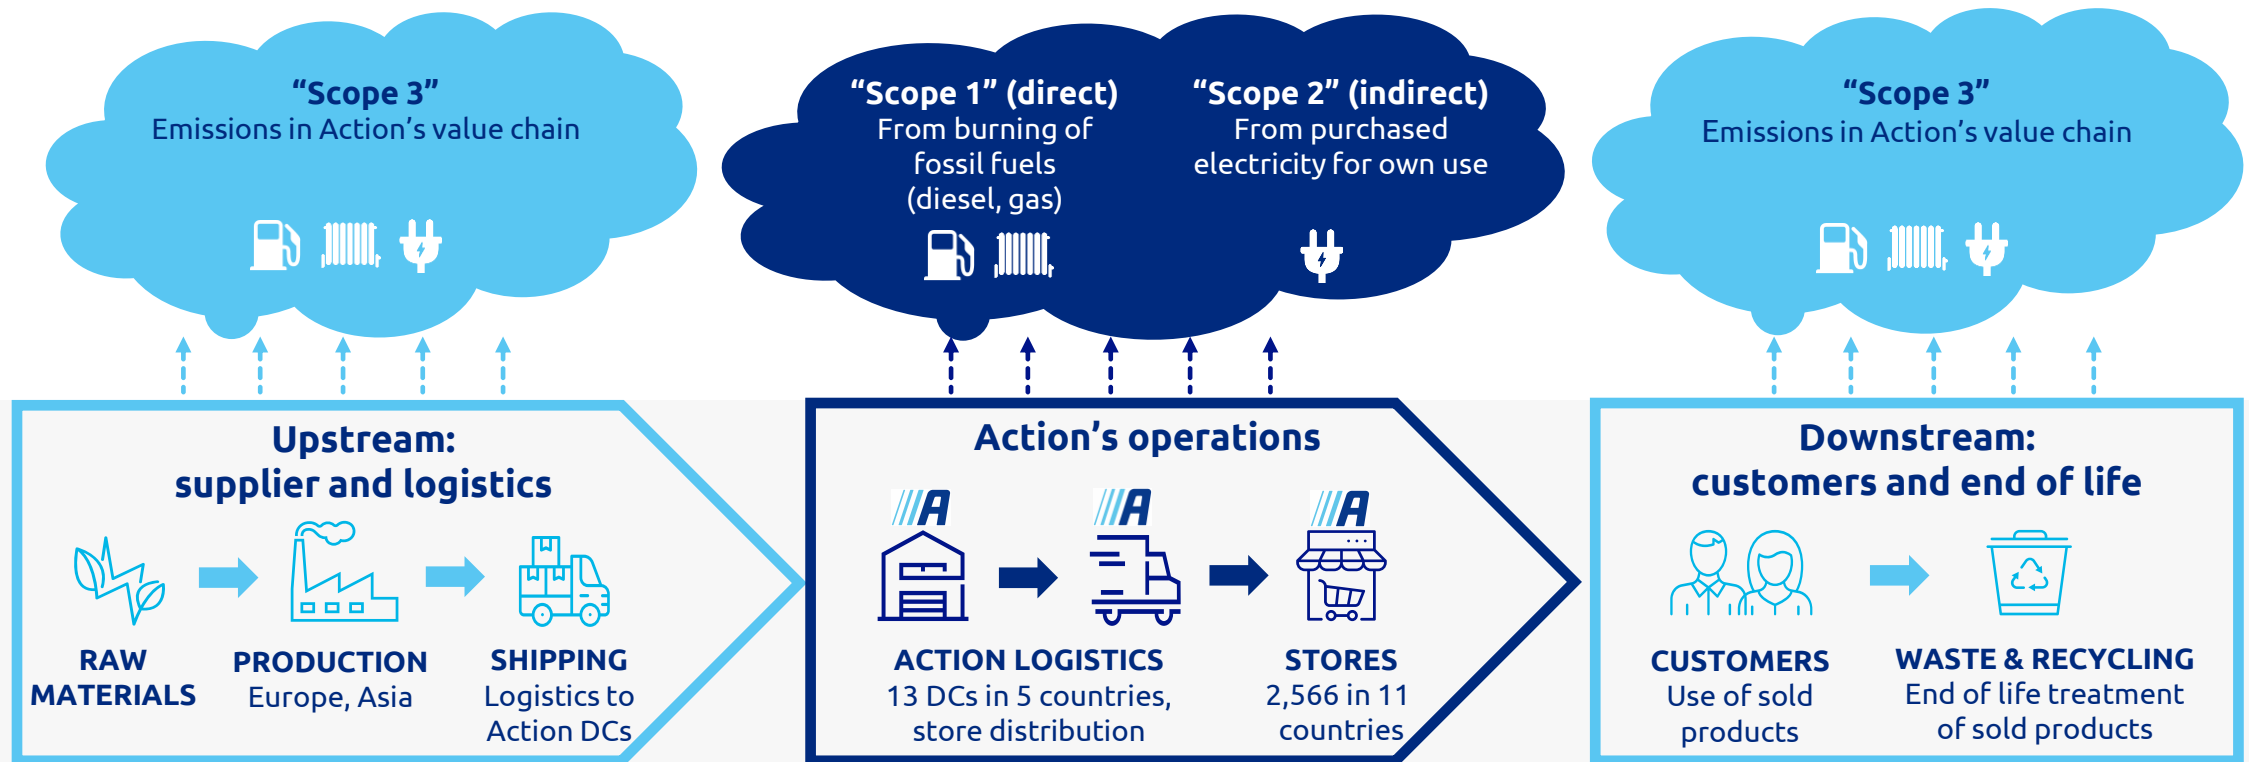 “Scope 3”
Emissions in Action’s value chain
“Scope 1” (direct)
From burning of
fossil fuels
(diesel, gas)
“Scope 2” (indirect)
From purchased
electricity for own use
“Scope 3”
Emissions in Action’s value chain
Upstream:
supplier and logistics
RAW
MATERIALS
PRODUCTION
Europe, Asia
SHIPPING
Logistics to
Action DCs
Action’s operations
A
A
A
ACTION LOGISTICS
13 DCs in 5 countries,
store distribution
STORES
2,566 in 11
countries
Downstream:
customers and end of life
CUSTOMERS
Use of sold
products
WASTE & RECYCLING
End of life treatment
of sold products